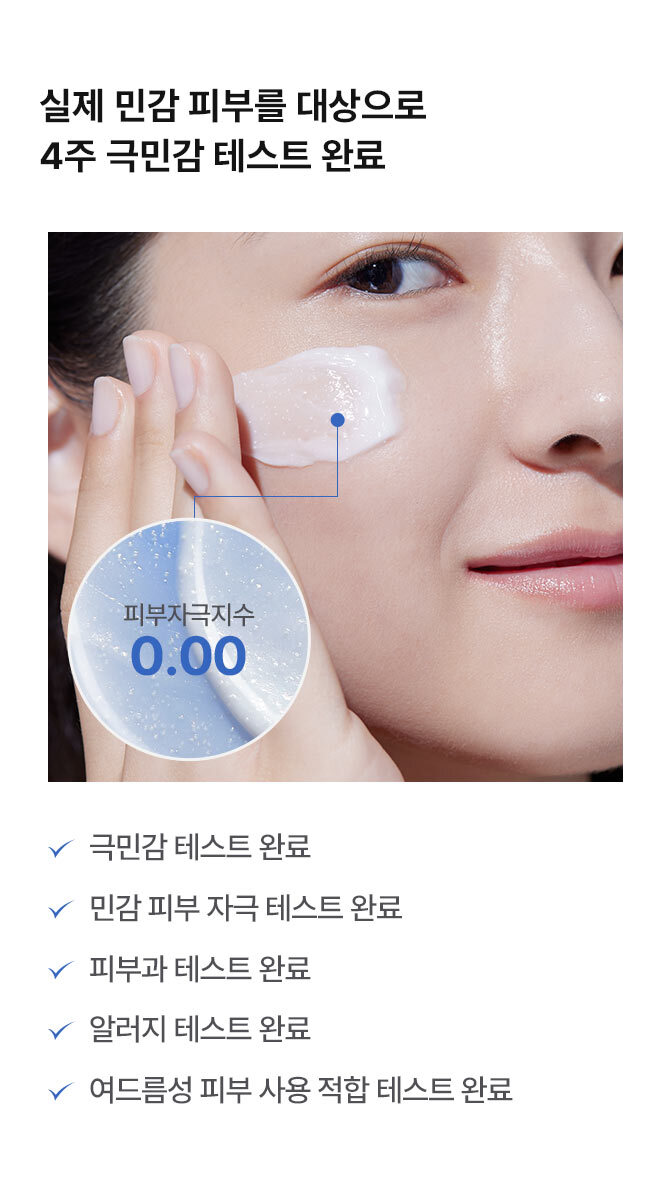 실제 민감 피부를 대상으로
4주 극민감 테스트 완료
피부자극지수
0.00
극민감 테스트 완료
민감 피부 자극 테스트 완료
피부과 테스트 완료
알러지 테스트 완료
여드름성 피부 사용 적합 테스트 완료